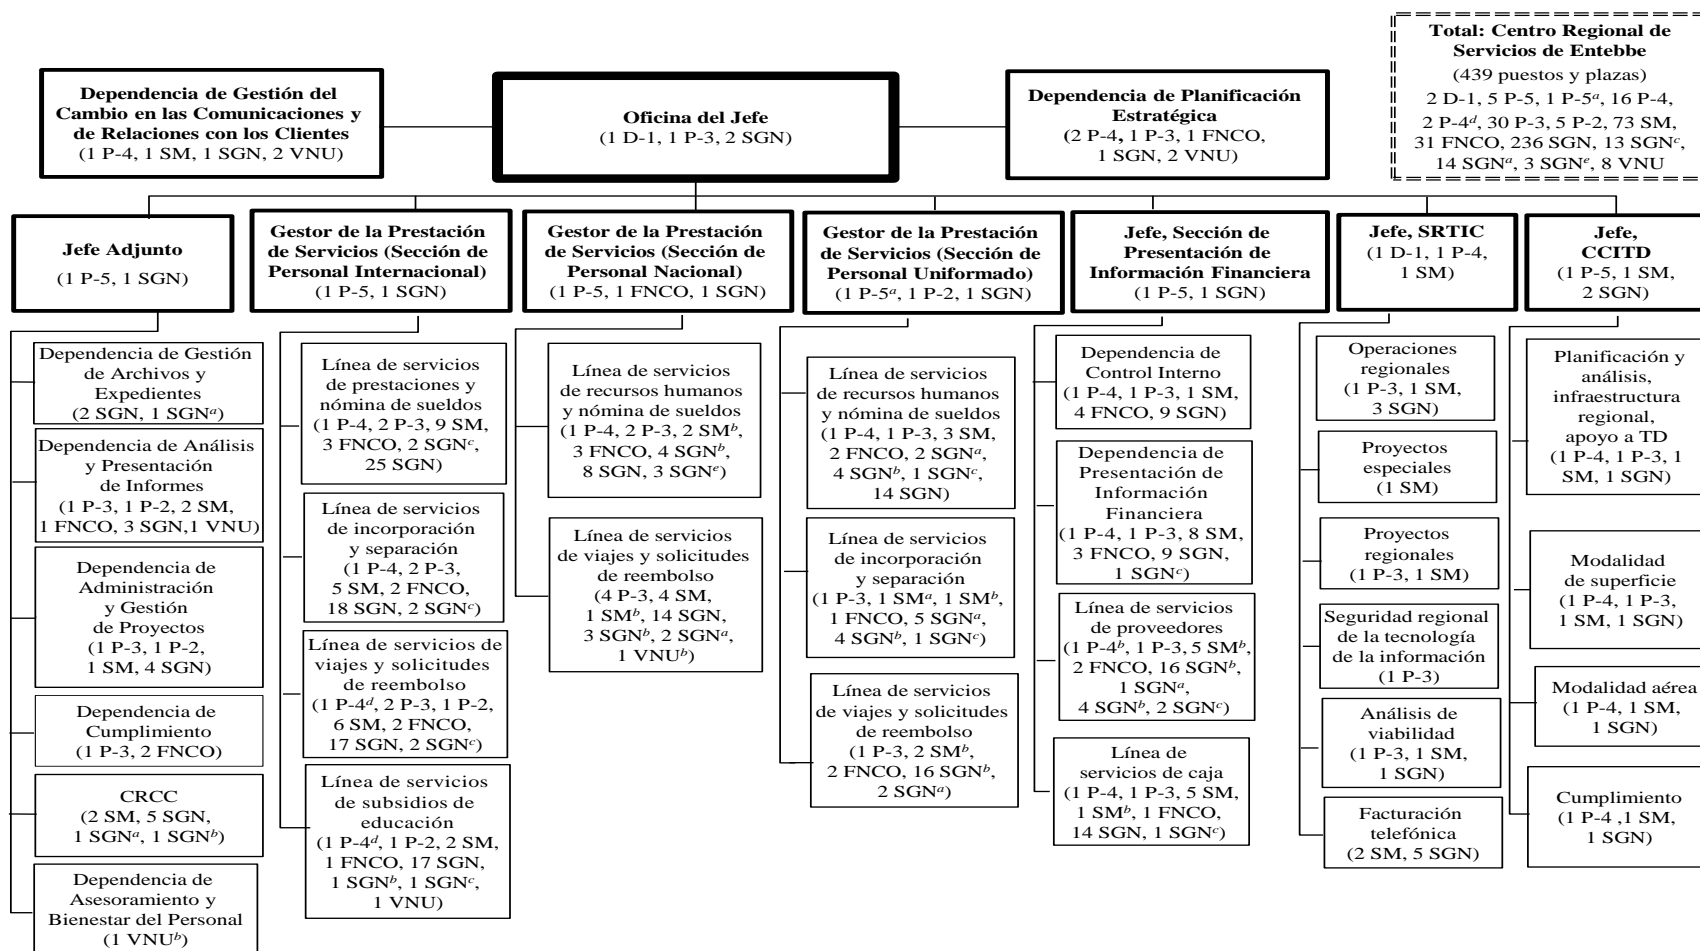 Total: Centro Regional de
Servicios de Entebbe
(439 puestos y plazas)
2 D-1, 5 P-5, 1 P-5ᵃ, 16 P-4,
2 P-4ᵈ, 30 P-3, 5 P-2, 73 SM,
31 FNCO, 236 SGN, 13 SGNᶜ,
14 SGNᵃ, 3 SGNᵉ, 8 VNU
Dependencia de Gestión del
Cambio en las Comunicaciones y
de Relaciones con los Clientes
(1 P-4, 1 SM, 1 SGN, 2 VNU)
Oficina del Jefe
(1 D-1, 1 P-3, 2 SGN)
Dependencia de Planificación
Estratégica
(2 P-4, 1 P-3, 1 FNCO,
1 SGN, 2 VNU)
Jefe Adjunto
(1 P-5, 1 SGN)
Gestor de la Prestación
de Servicios (Sección de
Personal Internacional)
(1 P-5, 1 SGN)
Gestor de la Prestación
de Servicios (Sección de
Personal Nacional)
(1 P-5, 1 FNCO, 1 SGN)
Gestor de la Prestación
de Servicios (Sección de
Personal Uniformado)
(1 P-5ᵃ, 1 P-2, 1 SGN)
Jefe, Sección de
Presentación de
Información Financiera
(1 P-5, 1 SGN)
Jefe, SRTIC
(1 D-1, 1 P-4,
1 SM)
Jefe,
CCITD
(1 P-5, 1 SM,
2 SGN)
Dependencia de Gestión
de Archivos y
Expedientes
(2 SGN, 1 SGNᵃ)
Dependencia de Análisis
y Presentación
de Informes
(1 P-3, 1 P-2, 2 SM,
1 FNCO, 3 SGN,1 VNU)
Dependencia de
Administración
y Gestión
de Proyectos
(1 P-3, 1 P-2,
1 SM, 4 SGN)
Dependencia de
Cumplimiento
(1 P-3, 2 FNCO)
CRCC
(2 SM, 5 SGN,
1 SGNᵃ, 1 SGNᵇ)
Dependencia de
Asesoramiento y
Bienestar del Personal
(1 VNUᵇ)
Línea de servicios
de prestaciones y
nómina de sueldos
(1 P-4, 2 P-3, 9 SM,
3 FNCO, 2 SGNᶜ,
25 SGN)
Línea de servicios
de incorporación
y separación
(1 P-4, 2 P-3,
5 SM, 2 FNCO,
18 SGN, 2 SGNᶜ)
Línea de servicios de
viajes y solicitudes
de reembolso
(1 P-4ᵈ, 2 P-3, 1 P-2,
6 SM, 2 FNCO,
17 SGN, 2 SGNᶜ)
Línea de servicios
de subsidios de
educación
(1 P-4ᵈ, 1 P-2, 2 SM,
1 FNCO, 17 SGN,
1 SGNᵇ, 1 SGNᶜ,
1 VNU)
Línea de servicios
de recursos humanos
y nómina de sueldos
(1 P-4, 2 P-3, 2 SMᵇ,
3 FNCO, 4 SGNᵇ,
8 SGN, 3 SGNᵉ)
Línea de servicios
de viajes y solicitudes
de reembolso
(4 P-3, 4 SM,
1 SMᵇ, 14 SGN,
3 SGNᵇ, 2 SGNᵃ,
1 VNUᵇ)
Línea de servicios
de recursos humanos
y nómina de sueldos
(1 P-4, 1 P-3, 3 SM,
2 FNCO, 2 SGNᵃ,
4 SGNᵇ, 1 SGNᶜ,
14 SGN)
Línea de servicios
de incorporación
y separación
(1 P-3, 1 SMᵃ, 1 SMᵇ,
1 FNCO, 5 SGNᵃ,
4 SGNᵇ, 1 SGNᶜ)
Línea de servicios
de viajes y solicitudes
de reembolso
(1 P-3, 2 SMᵇ,
2 FNCO, 16 SGNᵇ,
2 SGNᵃ)
Dependencia de
Control Interno
(1 P-4, 1 P-3, 1 SM,
4 FNCO, 9 SGN)
Dependencia de
Presentación de
Información
Financiera
(1 P-4, 1 P-3, 8 SM,
3 FNCO, 9 SGN,
1 SGNᶜ)
Línea de servicios
de proveedores
(1 P-4ᵇ, 1 P-3, 5 SMᵇ,
2 FNCO, 16 SGNᵇ,
1 SGNᵃ,
4 SGNᵇ, 2 SGNᶜ)
Línea de
servicios de caja
(1 P-4, 1 P-3, 5 SM,
1 SMᵇ, 1 FNCO,
14 SGN, 1 SGNᶜ)
Operaciones
regionales
(1 P-3, 1 SM,
3 SGN)
Proyectos
especiales
(1 SM)
Proyectos
regionales
(1 P-3, 1 SM)
Seguridad regional
de la tecnología
de la información
(1 P-3)
Análisis de
viabilidad
(1 P-3, 1 SM,
1 SGN)
Facturación
telefónica
(2 SM, 5 SGN)
Planificación y
análisis,
infraestructura
regional,
apoyo a TD
(1 P-4, 1 P-3, 1
SM, 1 SGN)
Modalidad
de superficie
(1 P-4, 1 P-3,
1 SM, 1 SGN)
Modalidad aérea
(1 P-4, 1 SM,
1 SGN)
Cumplimiento
(1 P-4 ,1 SM,
1 SGN)